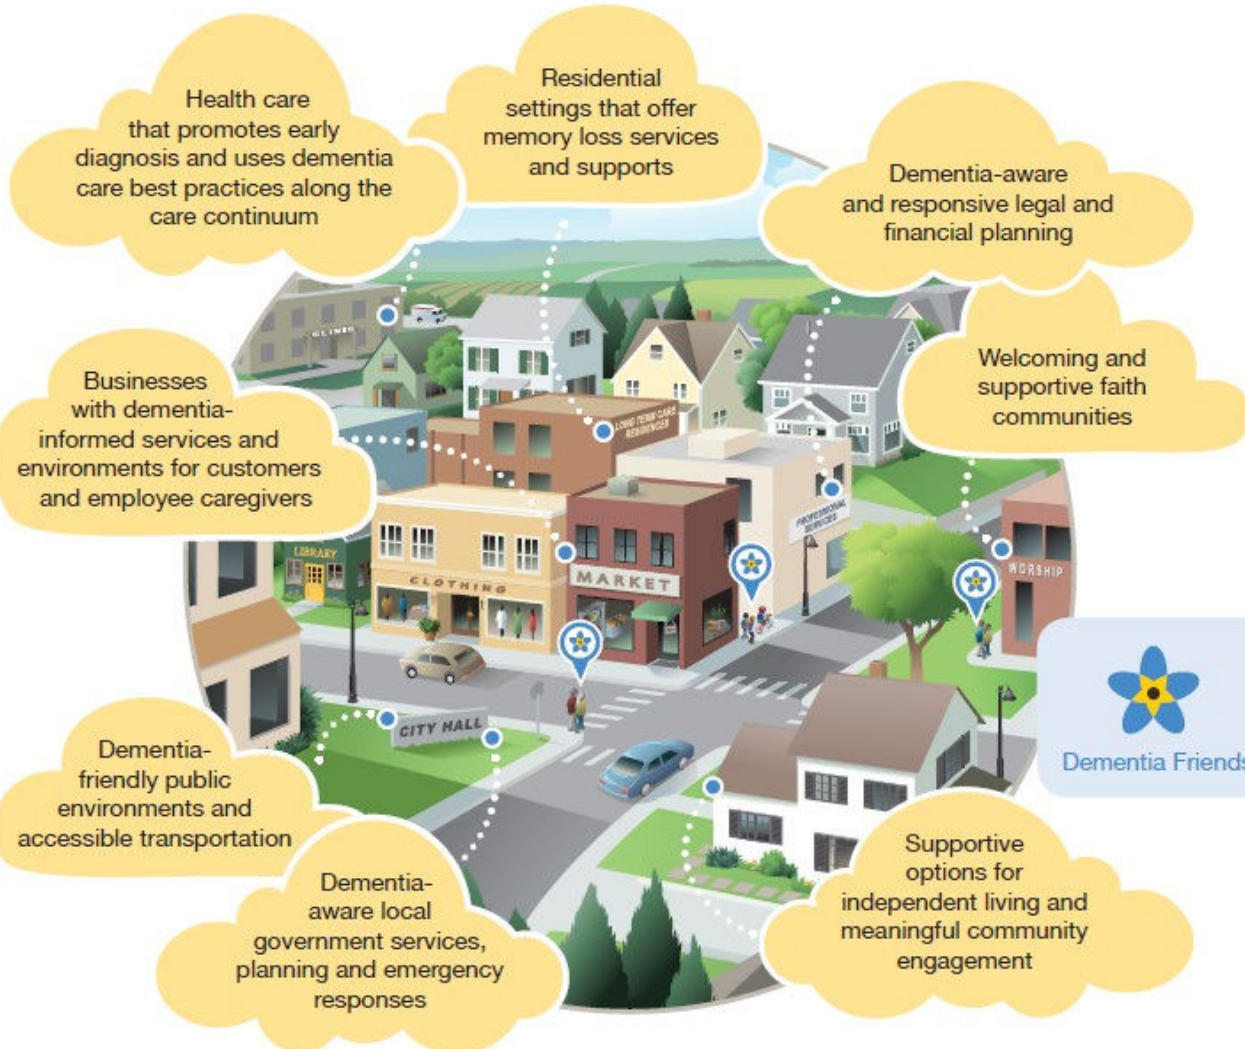 Health care
that promotes early
diagnosis and uses dementia
care best practices along the
care continuum
Residential
settings that offer
memory loss services
and supports
Dementia-aware
and responsive legal and
financial planning
Welcoming and
supportive faith
communities
Businesses
with dementia-
informed services and
environments for customers
and employee caregivers
CLINIC
LONG TERM CARE
RESIDENCES
PROFESSIONAL
SERVICES
LIBRARY
CLOTHING
MARKET
WORSHIP
CITY HALL
Dementia Friends
Dementia-
friendly public
environments and
accessible transportation
Dementia-
aware local
government services,
planning and emergency
responses
Supportive
options for
independent living and
meaningful community
engagement